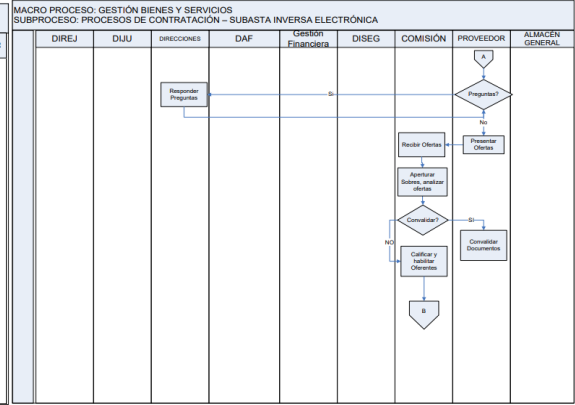 MACRO PROCESO: GESTIÓN BIENES Y SERVICIOS
SUBPROCESO: PROCESOS DE CONTRATACIÓN – SUBASTA INVERSA ELECTRÓNICA
DIREJ
DIJU
DIRECCIONES
DAF
Gestión
Financiera
DISEG
COMISIÓN
PROVEEDOR
ALMACÉN
GENERAL
A
Responder
Preguntas
Si
Preguntas?
No
Recibir Ofertas
Presentar
Ofertas
Aperturar
Sobres, analizar
ofertas
Convalidar?
SI
NO
Convalidar
Documentos
Calificar y
habilitar
Oferentes
B